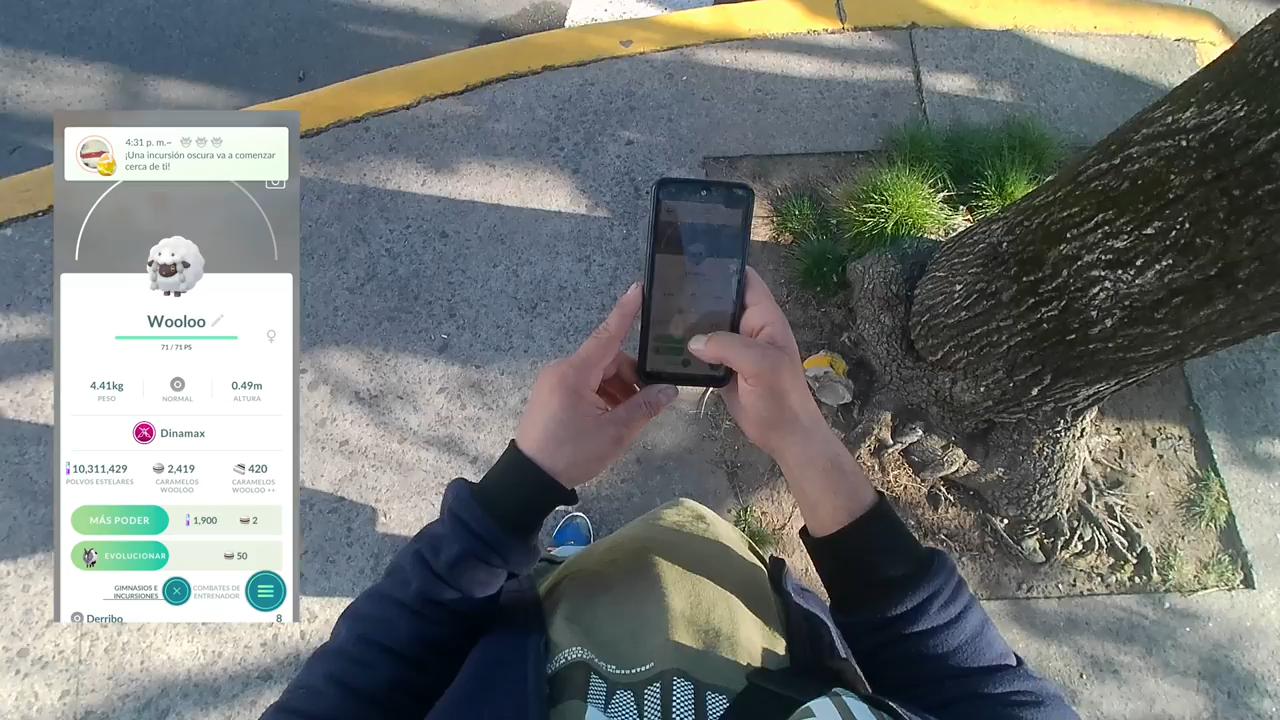 4:31 p. m.~
¡Una incursión oscura va a comenzar
cerca de ti!
Wooloo
71 / 71 PS
4.41kg
PESO
NORMAL
0.49m
ALTURA
Dinamax
10,311,429
POLVOS ESTELARES
2,419
CARAMELOS
WOOLOO
420
CARAMELOS
WOOLOO ++
MÁS PODER
1,900
2
EVOLUCIONAR
50
GIMNASIOS E
INCURSIONES
COMBATES DE
ENTRENADOR
Derribo
8